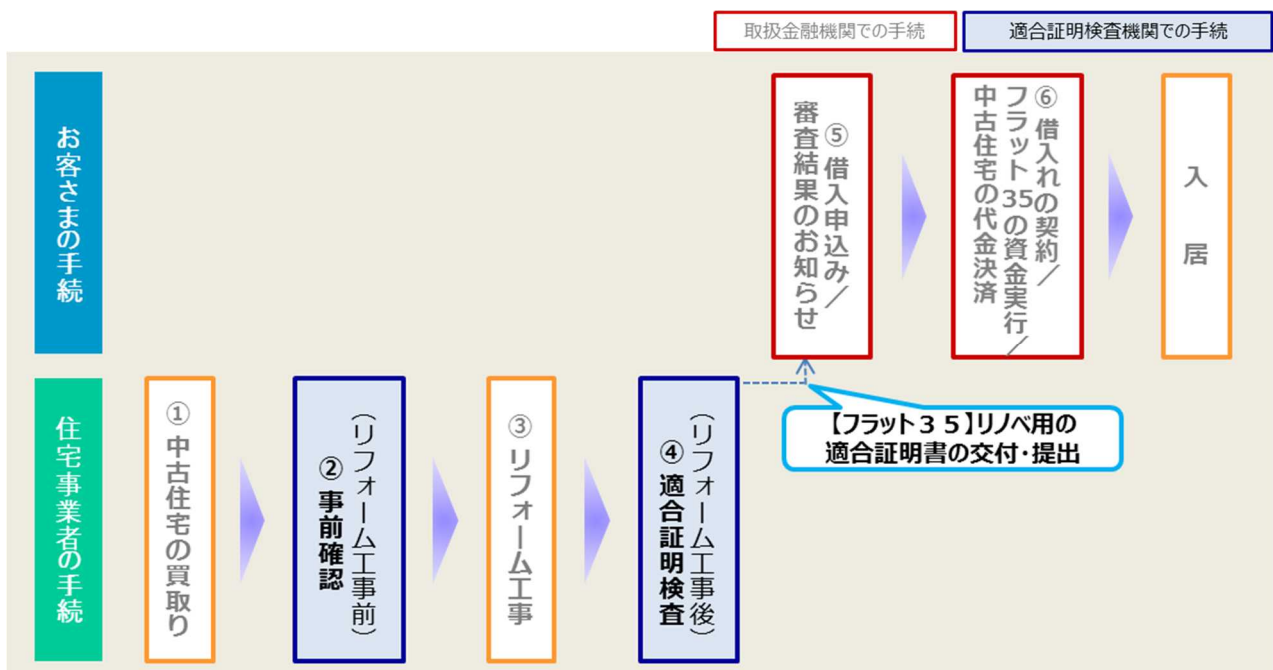 取扱金融機関での手続
適合証明検査機関での手続
お客さまの手続
⑤ 借入申込み／
審査結果のお知らせ
⑥ 借入れの契約／
フラット35の資金実行／
中古住宅の代金決済
入居
住宅事業者の手続
① 中古住宅の買取り
（リフォーム工事前）
② 事前確認
③ リフォーム工事
（リフォーム工事後）
④ 適合証明検査
【フラット３５】リノベ用の
適合証明書の交付・提出